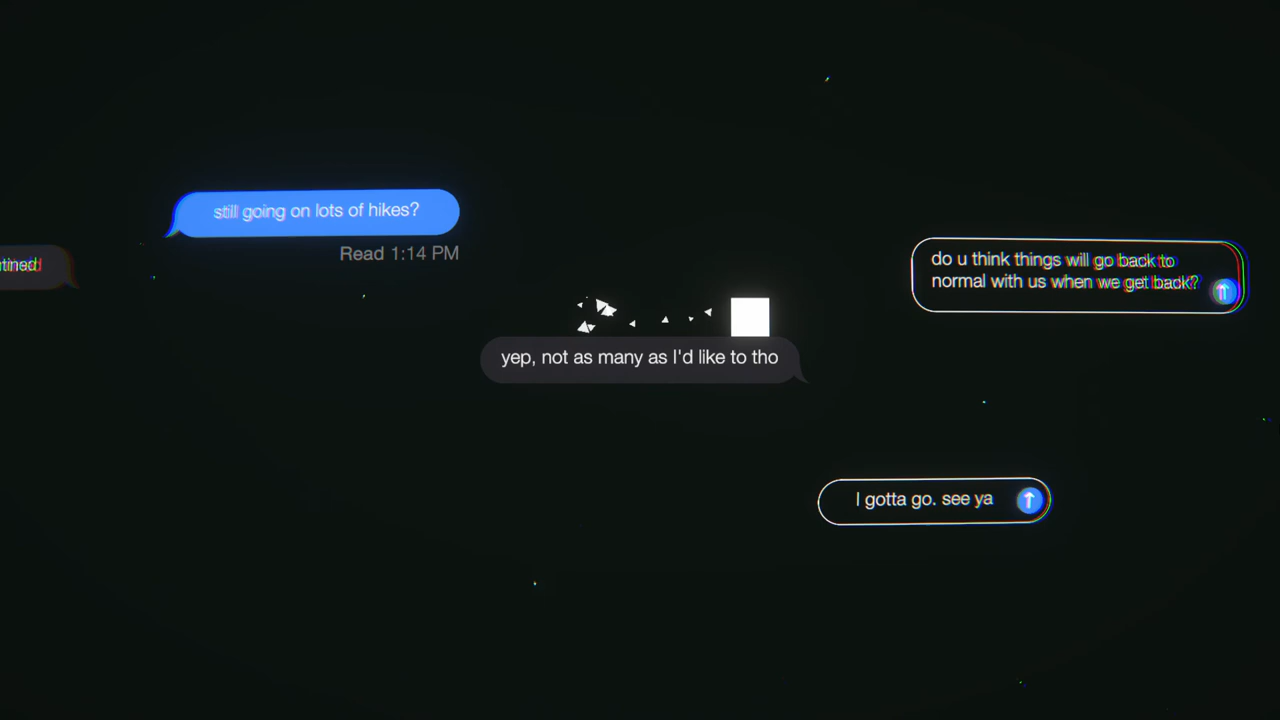 still going on lots of hikes?
Read 1:14 PM
do u think things will go back to
normal with us when we get back?
yep, not as many as I'd like to tho
I gotta go. see ya